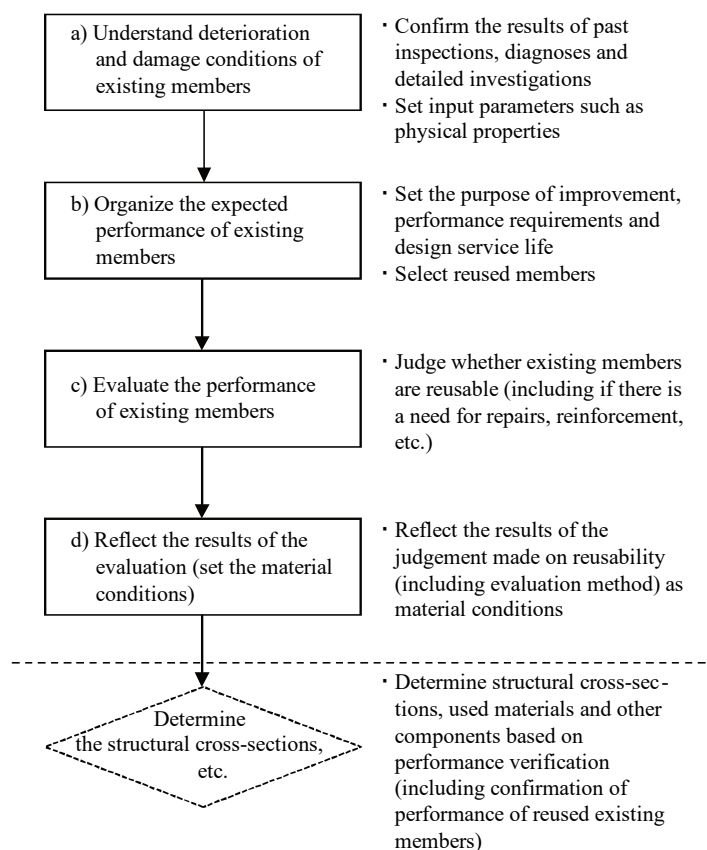 a) Understand deterioration
and damage conditions of
existing members
・Confirm the results of past
inspections, diagnoses and
detailed investigations
・Set input parameters such as
physical properties
b) Organize the expected
performance of existing
members
・Set the purpose of improvement,
performance requirements and
design service life
・Select reused members
c) Evaluate the performance
of existing members
・Judge whether existing members
are reusable (including if there is
a need for repairs, reinforcement,
etc.)
d) Reflect the results of the
evaluation (set the material
conditions)
・Reflect the results of the
judgement made on reusability
(including evaluation method) as
material conditions
Determine
the structural cross-sections,
etc.
・Determine structural cross-sec-
tions, used materials and other
components based on
performance verification
(including confirmation of
performance of reused existing
members)